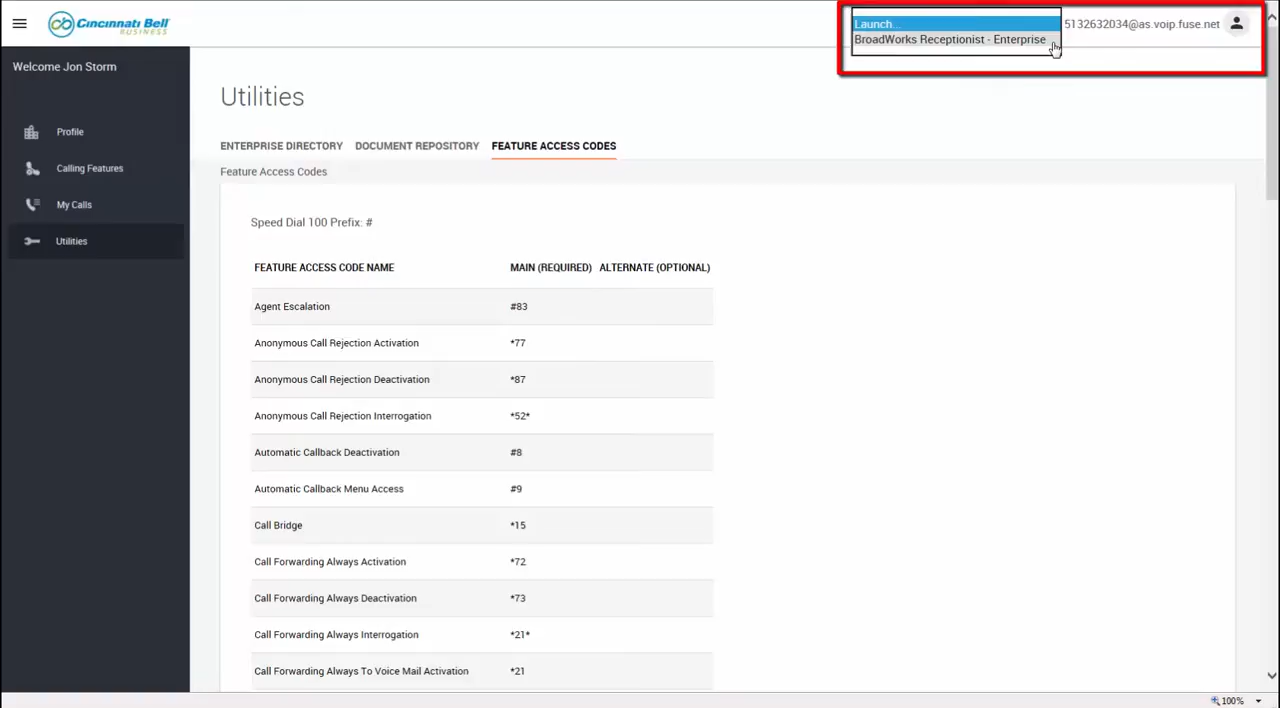 Cincinnati Bell
BUSINESS
Launch...
BroadWorks Receptionist - Enterprise
5132632034@as.voip.fuse.net
Welcome Jon Storm
Profile
Calling Features
My Calls
Utilities
Utilities
ENTERPRISE DIRECTORY DOCUMENT REPOSITORY FEATURE ACCESS CODES
Feature Access Codes
Speed Dial 100 Prefix: #
FEATURE ACCESS CODE NAME MAIN (REQUIRED) ALTERNATE (OPTIONAL)
Agent Escalation #83
Anonymous Call Rejection Activation *77
Anonymous Call Rejection Deactivation *87
Anonymous Call Rejection Interrogation *52*
Automatic Callback Deactivation #8
Automatic Callback Menu Access #9
Call Bridge *15
Call Forwarding Always Activation *72
Call Forwarding Always Deactivation *73
Call Forwarding Always Interrogation *21*
Call Forwarding Always To Voice Mail Activation *21
100%